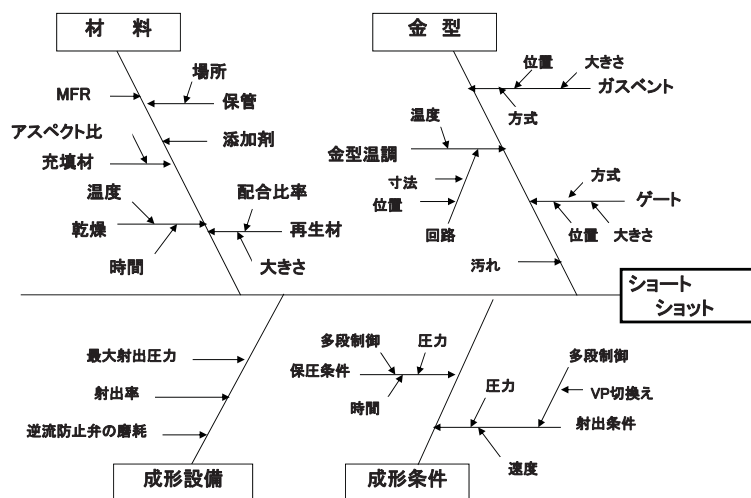 材 料
金 型
場所
MFR
保管
アスペクト比
添加剤
充填材
温度
配合比率
乾燥
再生材
時間
大きさ
位置
大きさ
ガスベント
方式
温度
金型温調
寸法
位置
回路
方式
ゲート
位置
大きさ
汚れ
ショート
ショット
最大射出圧力
射出率
逆流防止弁の磨耗
成形設備
多段制御
圧力
保圧条件
時間
多段制御
圧力
VP切換え
射出条件
速度
成形条件